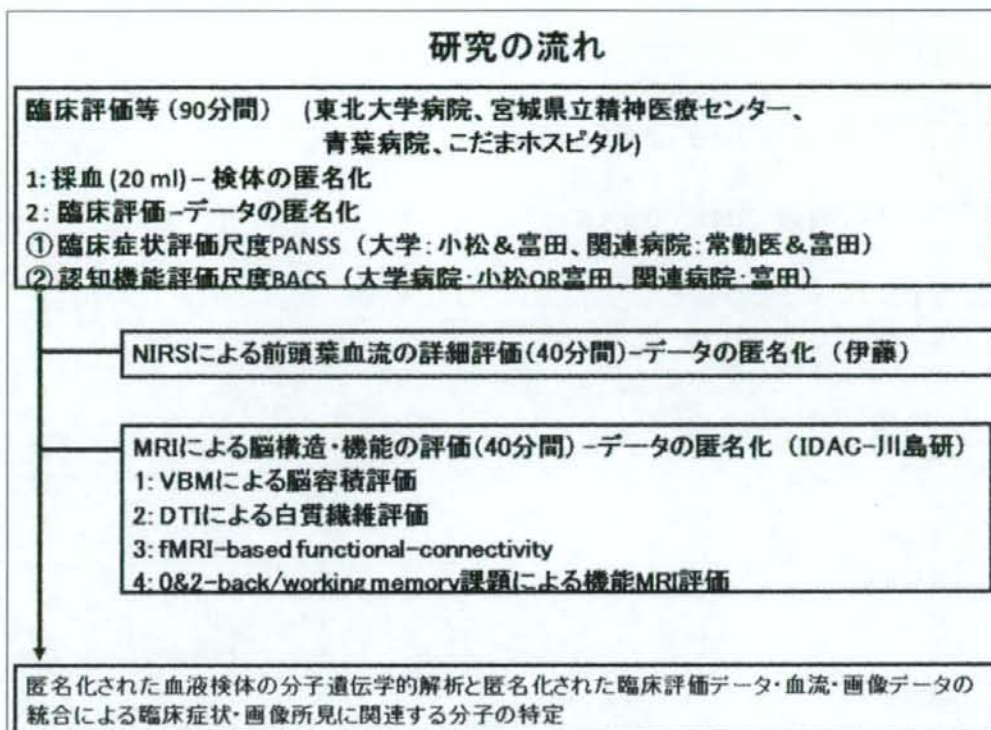 研究の流れ
臨床評価等（90分間） （東北大学病院、宮城県立精神医療センター、
青葉病院、こだまホスピタル)
1: 採血 (20 ml) – 検体の匿名化
2: 臨床評価 –データの匿名化
① 臨床症状評価尺度PANSS （大学：小松＆富田、関連病院：常勤医＆富田）
② 認知機能評価尺度BACS （大学病院：小松OR富田、関連病院：富田）
NIRSによる前頭葉血流の詳細評価(40分間)–データの匿名化 （伊藤）
MRIによる脳構造・機能の評価(40分間) –データの匿名化 （IDAC-川島研）
1: VBMによる脳容積評価
2: DTIによる白質繊維評価
3: fMRI-based functional-connectivity
4: 0&2-back/working memory課題による機能MRI評価
匿名化された血液検体の分子遺伝学的解析と匿名化された臨床評価データ・血流・画像データの
統合による臨床症状・画像所見に関連する分子の特定